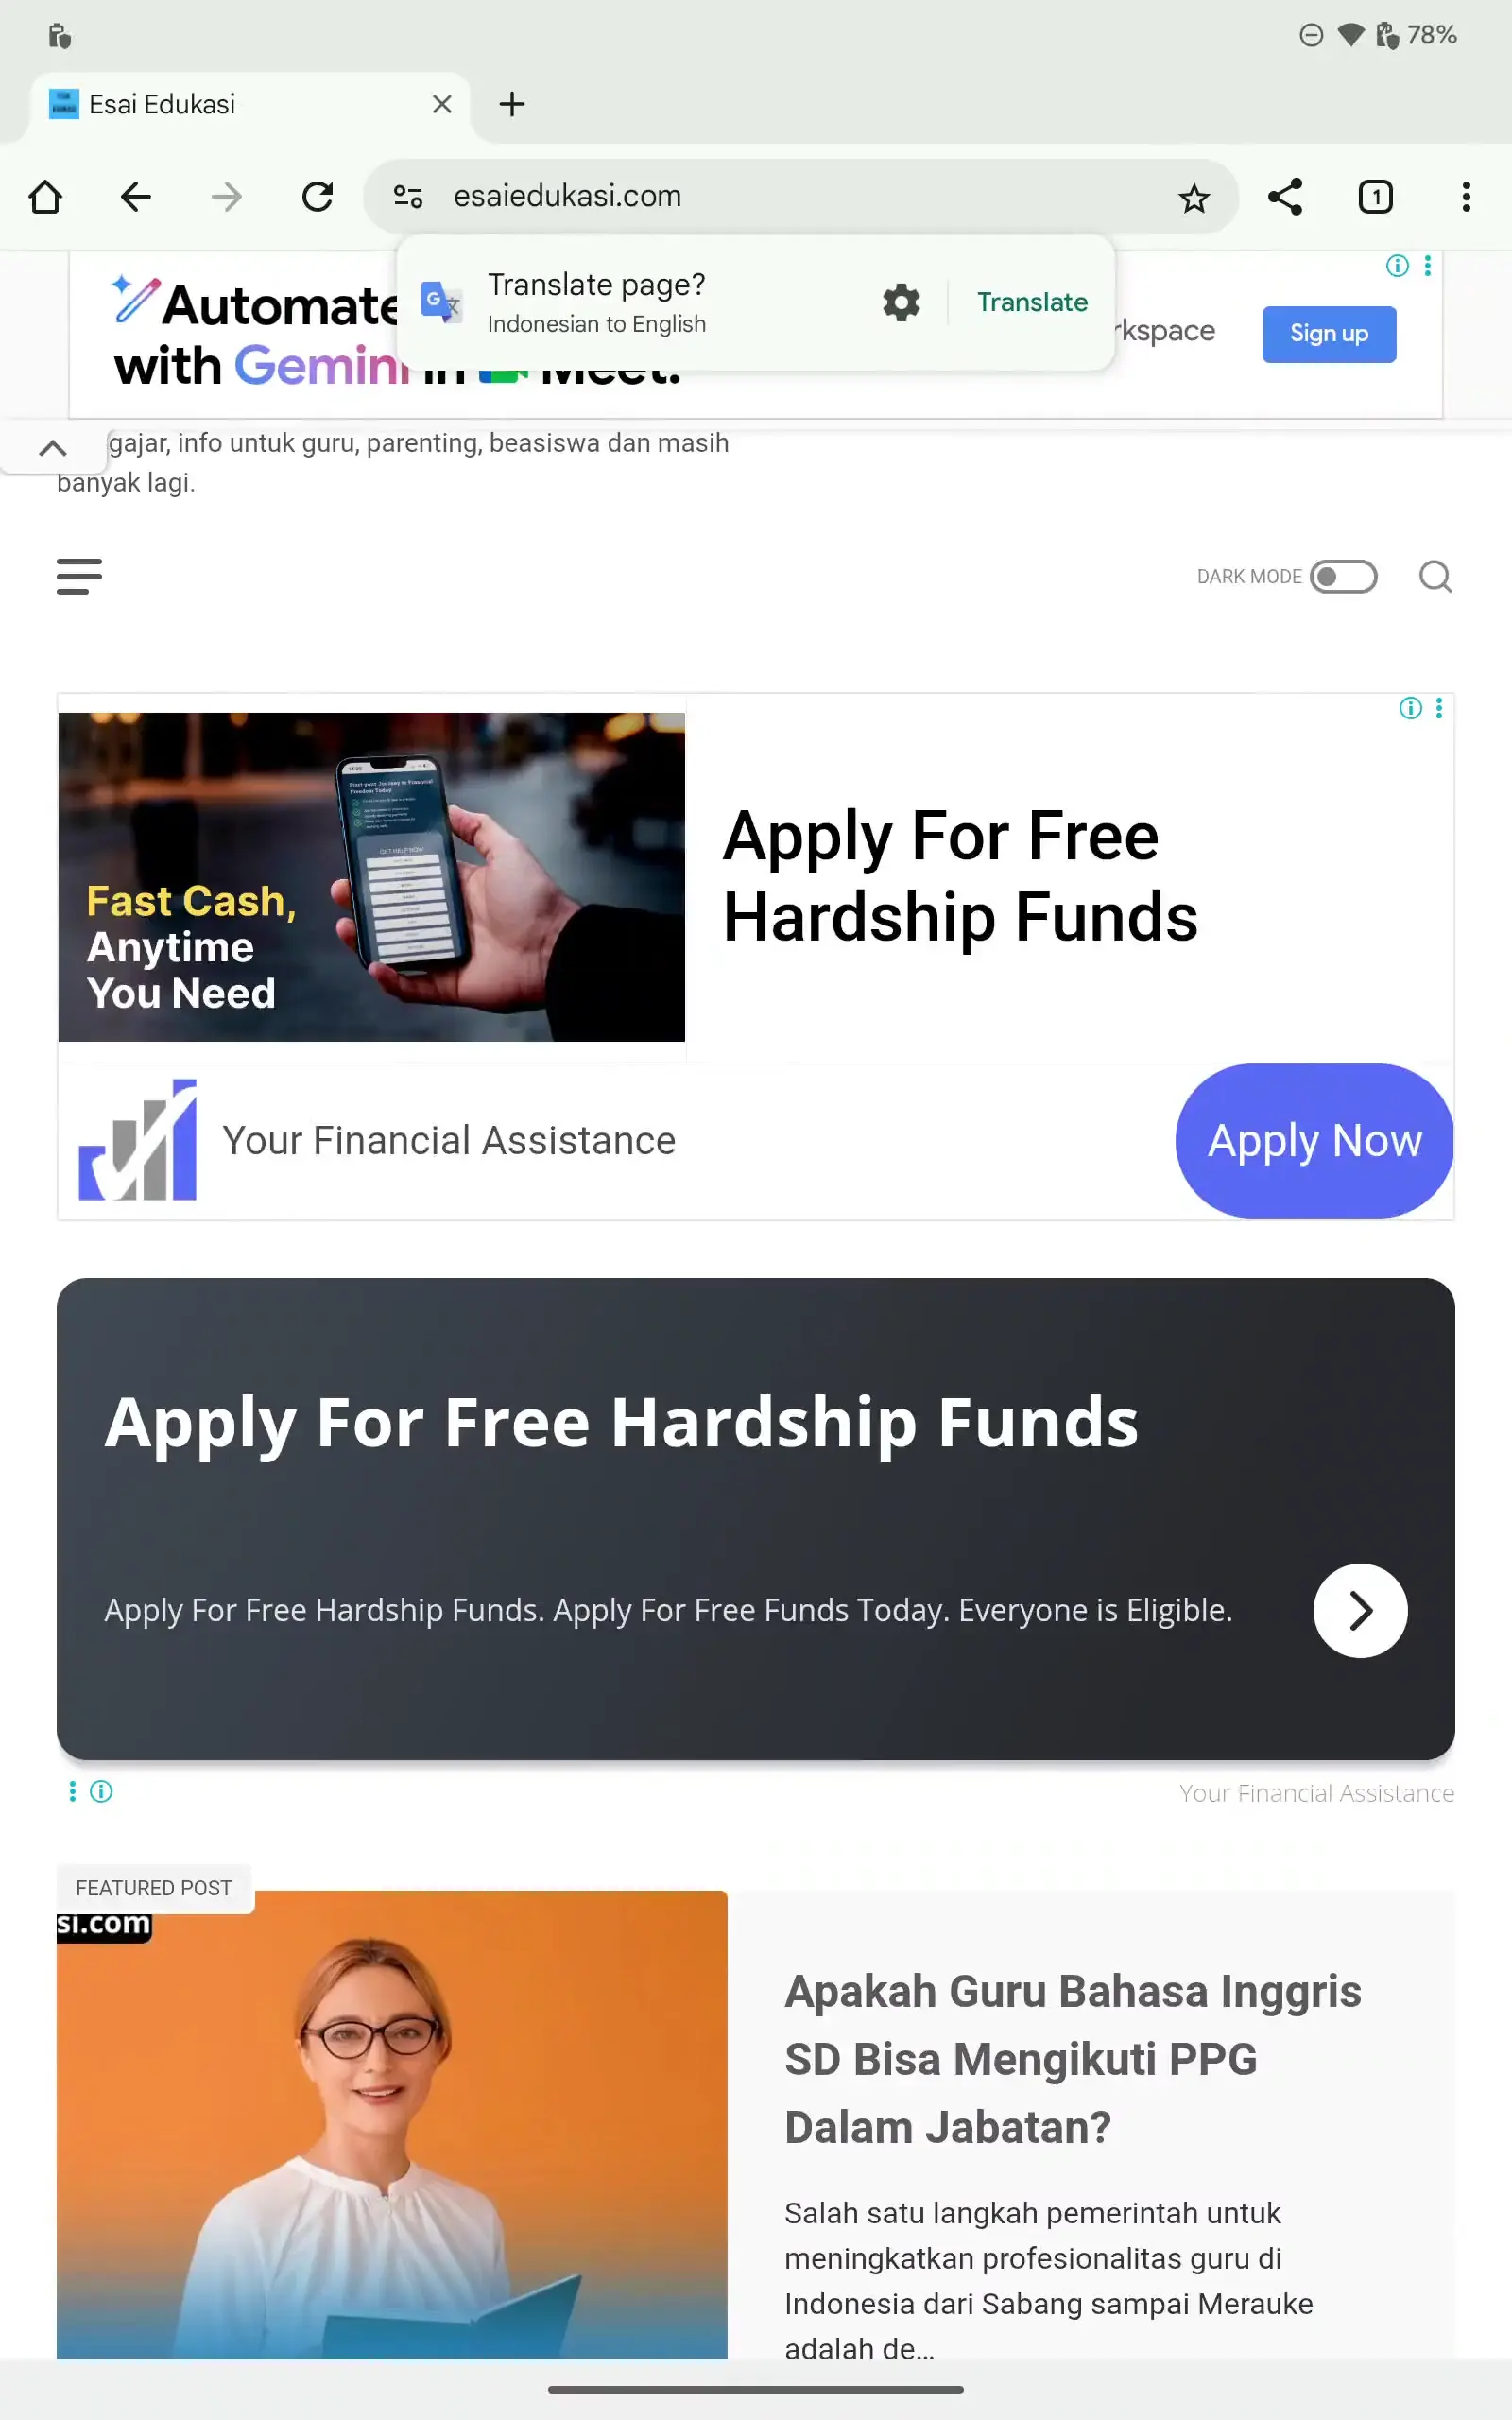 78%
Esai Edukasi
esaiedukasi.com
1
Translate page?
Indonesian to English
Translate
Automate
with Gemini in Meet.
kspace
Sign up
gajar, info untuk guru, parenting, beasiswa dan masih
banyak lagi.
DARK MODE
Fast Cash,
Anytime
You Need
GET HELP NOW
Apply For Free
Hardship Funds
Your Financial Assistance
Apply Now
Apply For Free Hardship Funds
Apply For Free Hardship Funds. Apply For Free Funds Today. Everyone is Eligible.
Your Financial Assistance
FEATURED POST
si.com
Apakah Guru Bahasa Inggris
SD Bisa Mengikuti PPG
Dalam Jabatan?
Salah satu langkah pemerintah untuk
meningkatkan profesionalitas guru di
Indonesia dari Sabang sampai Merauke
adalah de...